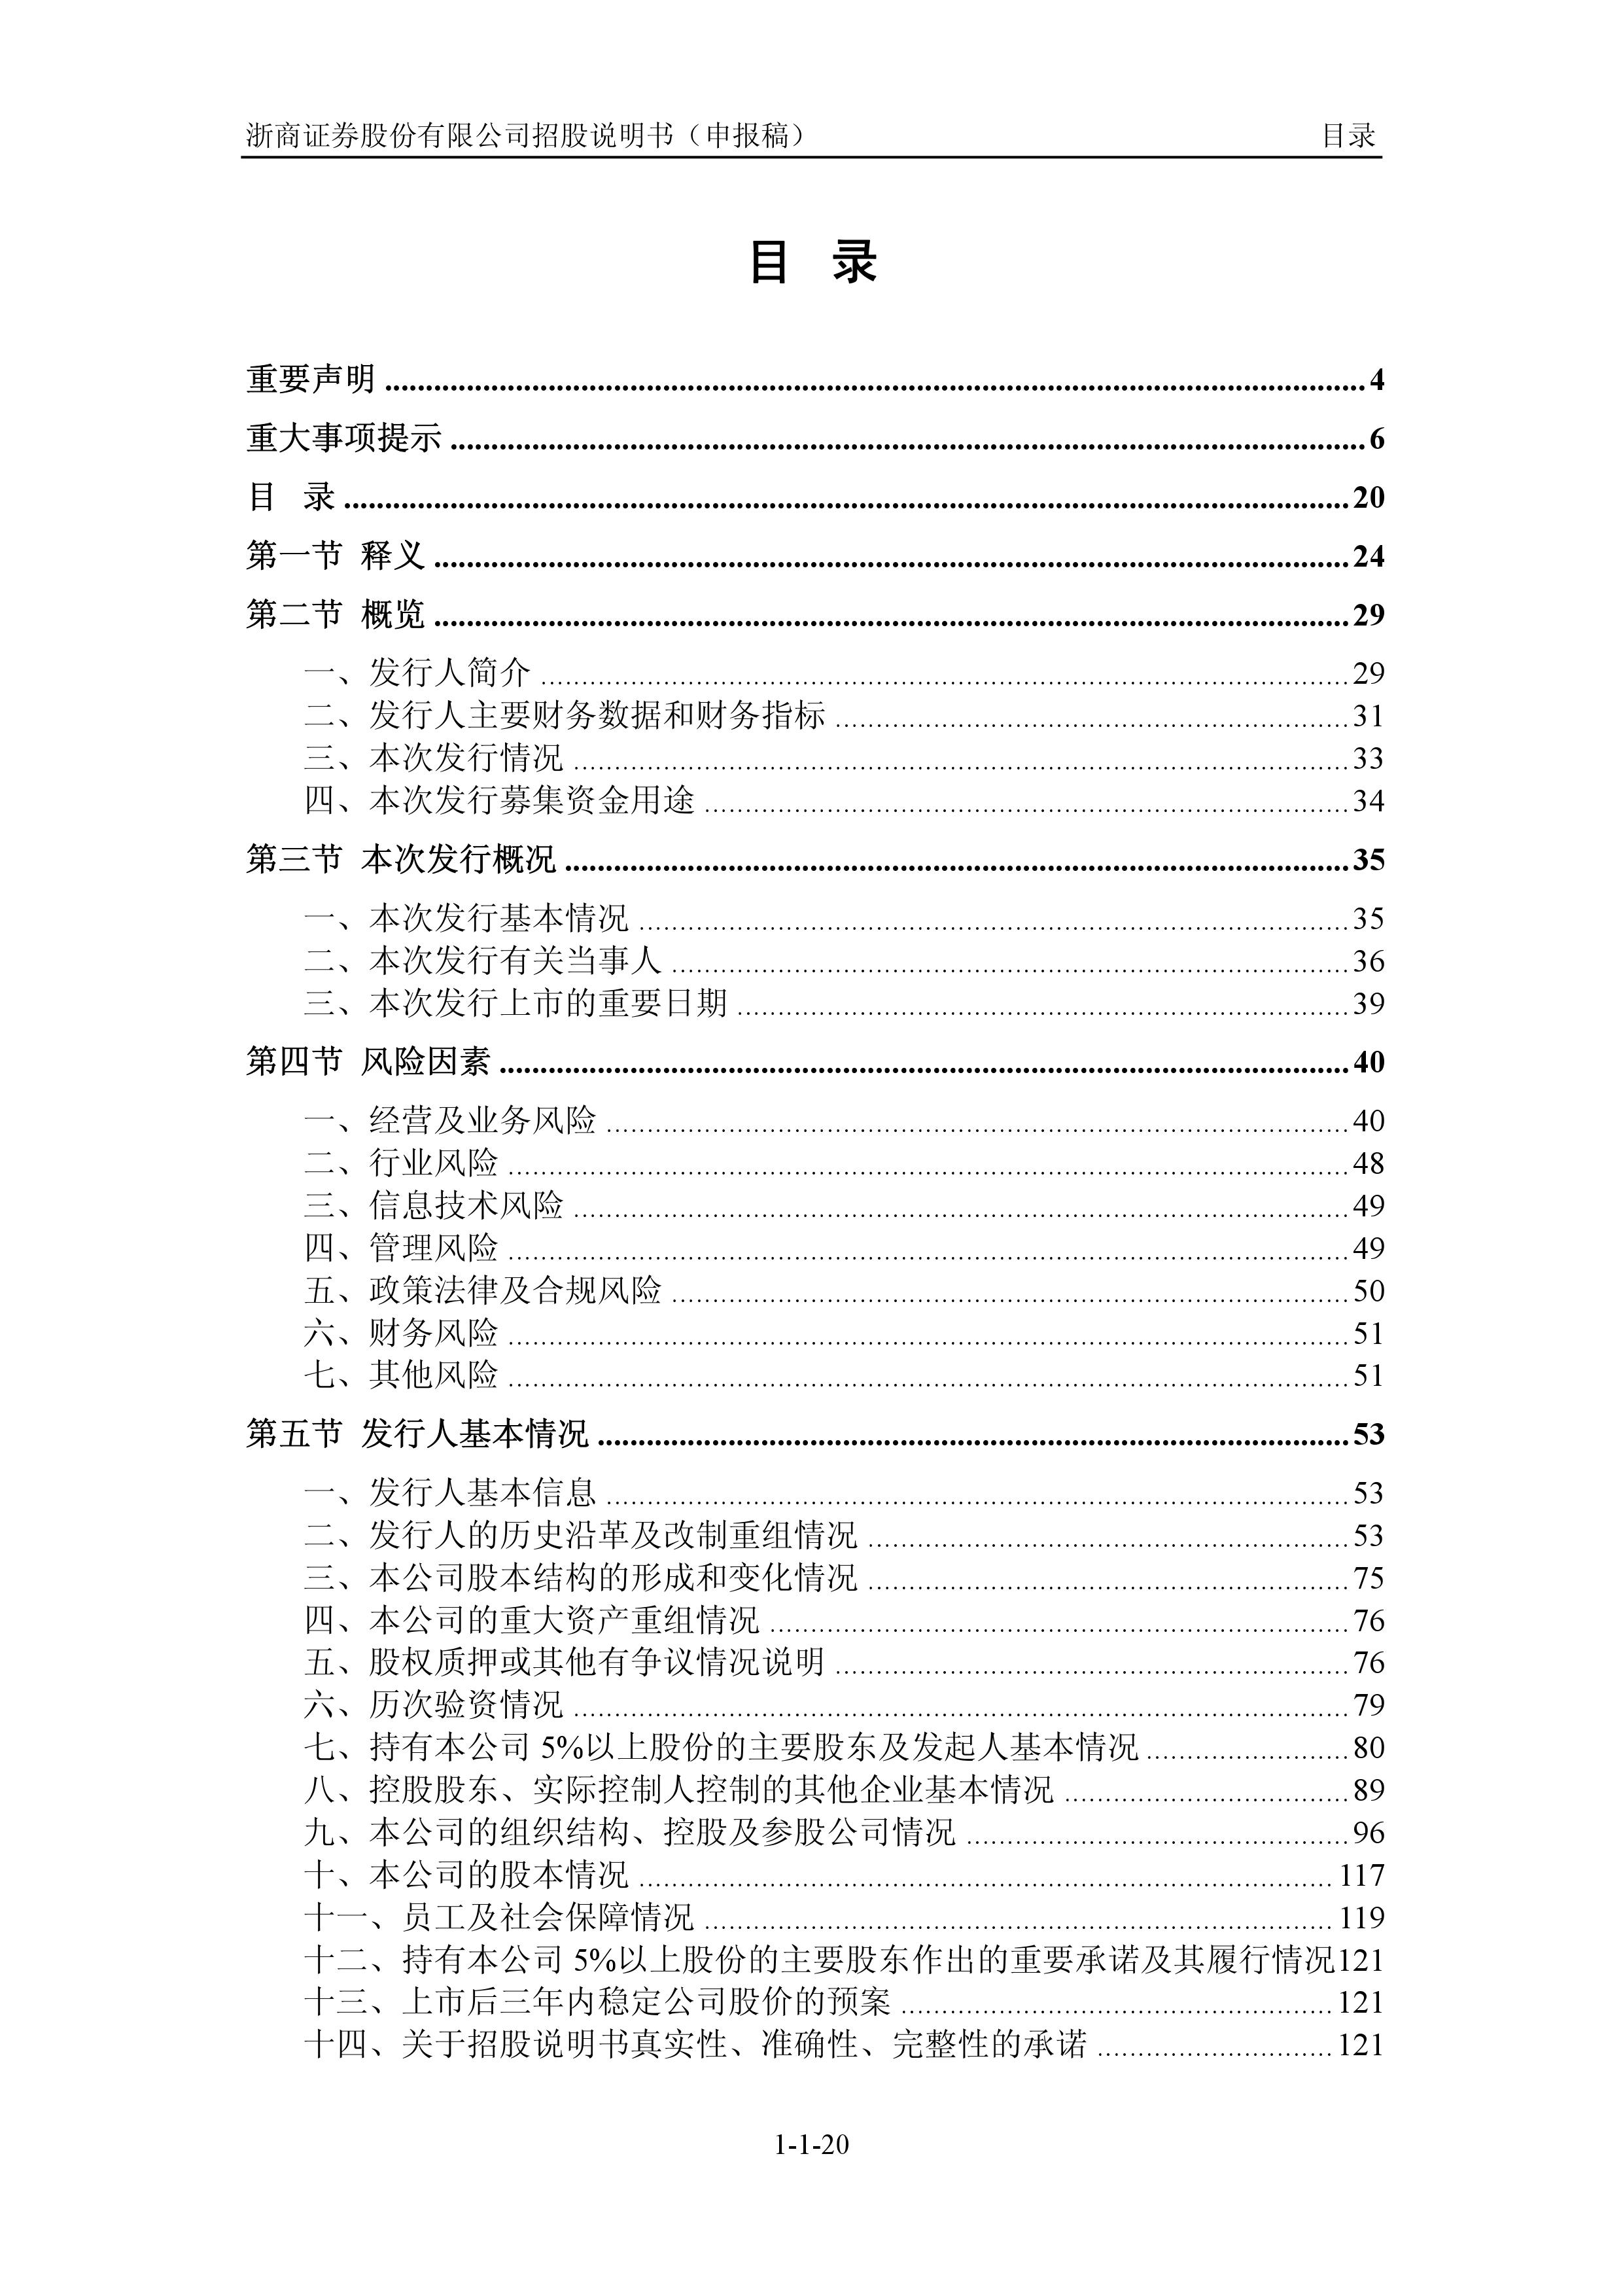 浙商证券股份有限公司招股说明书（申报稿） 目录
目 录
重要声明 4
重大事项提示 6
目 录 20
第一节 释义 24
第二节 概览 29
一、发行人简介 29
二、发行人主要财务数据和财务指标 31
三、本次发行情况 33
四、本次发行募集资金用途 34
第三节 本次发行概况 35
一、本次发行基本情况 35
二、本次发行有关当事人 36
三、本次发行上市的重要日期 39
第四节 风险因素 40
一、经营及业务风险 40
二、行业风险 48
三、信息技术风险 49
四、管理风险 49
五、政策法律及合规风险 50
六、财务风险 51
七、其他风险 51
第五节 发行人基本情况 53
一、发行人基本信息 53
二、发行人的历史沿革及改制重组情况 53
三、本公司股本结构的形成和变化情况 75
四、本公司的重大资产重组情况 76
五、股权质押或其他有争议情况说明 76
六、历次验资情况 79
七、持有本公司 5%以上股份的主要股东及发起人基本情况 80
八、控股股东、实际控制人控制的其他企业基本情况 89
九、本公司的组织结构、控股及参股公司情况 96
十、本公司的股本情况 117
十一、员工及社会保障情况 119
十二、持有本公司 5%以上股份的主要股东作出的重要承诺及其履行情况121
十三、上市后三年内稳定公司股价的预案 121
十四、关于招股说明书真实性、准确性、完整性的承诺 121
1-1-20